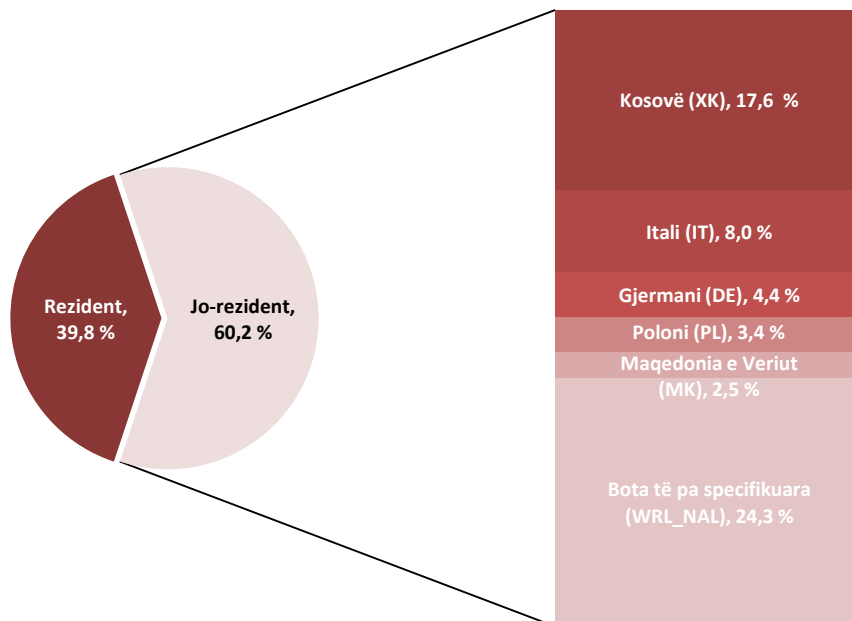 Rezident,
39,8 %
Jo-rezident,
60,2 %
Kosovë (XK), 17,6 %
Itali (IT), 8,0 %
Gjermani (DE), 4,4 %
Poloni (PL), 3,4 %
Maqedonia e Veriut
(MK), 2,5 %
Bota të pa specifikuara
(WRL_NAL), 24,3 %